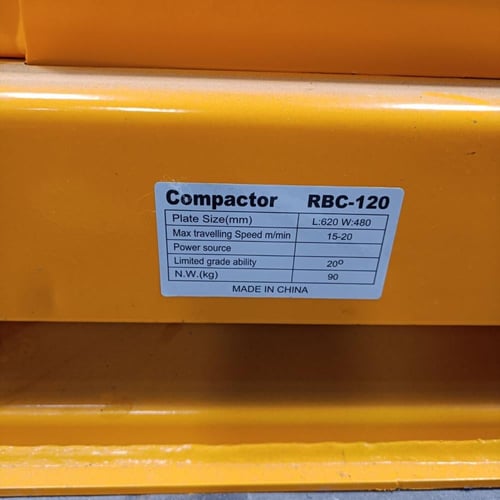 Compactor RBC-120
Plate Size(mm) L:620 W:480
Max travelling Speed m/min 15-20
Power source
Limited grade ability 20º
N.W.(kg) 90
MADE IN CHINA